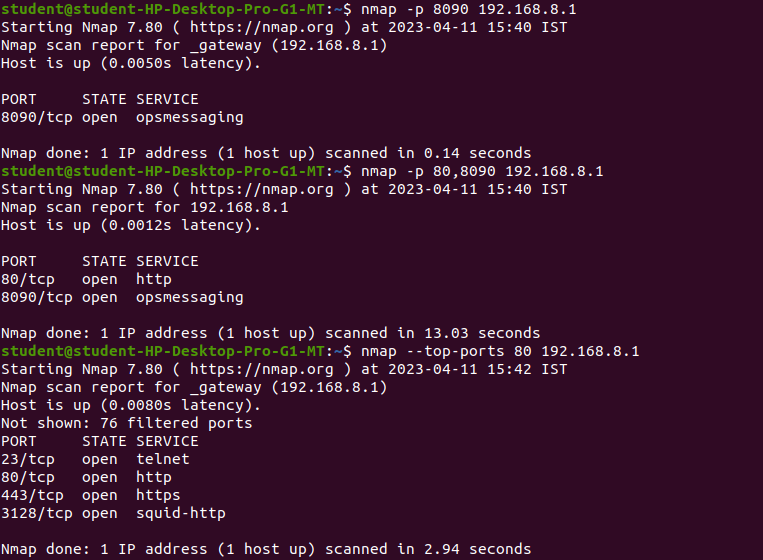 student@student-HP-Desktop-Pro-G1-MT:~$ nmap -p 8090 192.168.8.1
Starting Nmap 7.80 ( https://nmap.org ) at 2023-04-11 15:40 IST
Nmap scan report for _gateway (192.168.8.1)
Host is up (0.0050s latency).
PORT     STATE SERVICE
8090/tcp open  opsmessaging
Nmap done: 1 IP address (1 host up) scanned in 0.14 seconds
student@student-HP-Desktop-Pro-G1-MT:~$ nmap -p 80,8090 192.168.8.1
Starting Nmap 7.80 ( https://nmap.org ) at 2023-04-11 15:40 IST
Nmap scan report for 192.168.8.1
Host is up (0.0012s latency).
PORT     STATE SERVICE
80/tcp   open  http
8090/tcp open  opsmessaging
Nmap done: 1 IP address (1 host up) scanned in 13.03 seconds
student@student-HP-Desktop-Pro-G1-MT:~$ nmap --top-ports 80 192.168.8.1
Starting Nmap 7.80 ( https://nmap.org ) at 2023-04-11 15:42 IST
Nmap scan report for _gateway (192.168.8.1)
Host is up (0.0080s latency).
Not shown: 76 filtered ports
PORT     STATE SERVICE
23/tcp   open  telnet
80/tcp   open  http
443/tcp  open  https
3128/tcp open  squid-http
Nmap done: 1 IP address (1 host up) scanned in 2.94 seconds